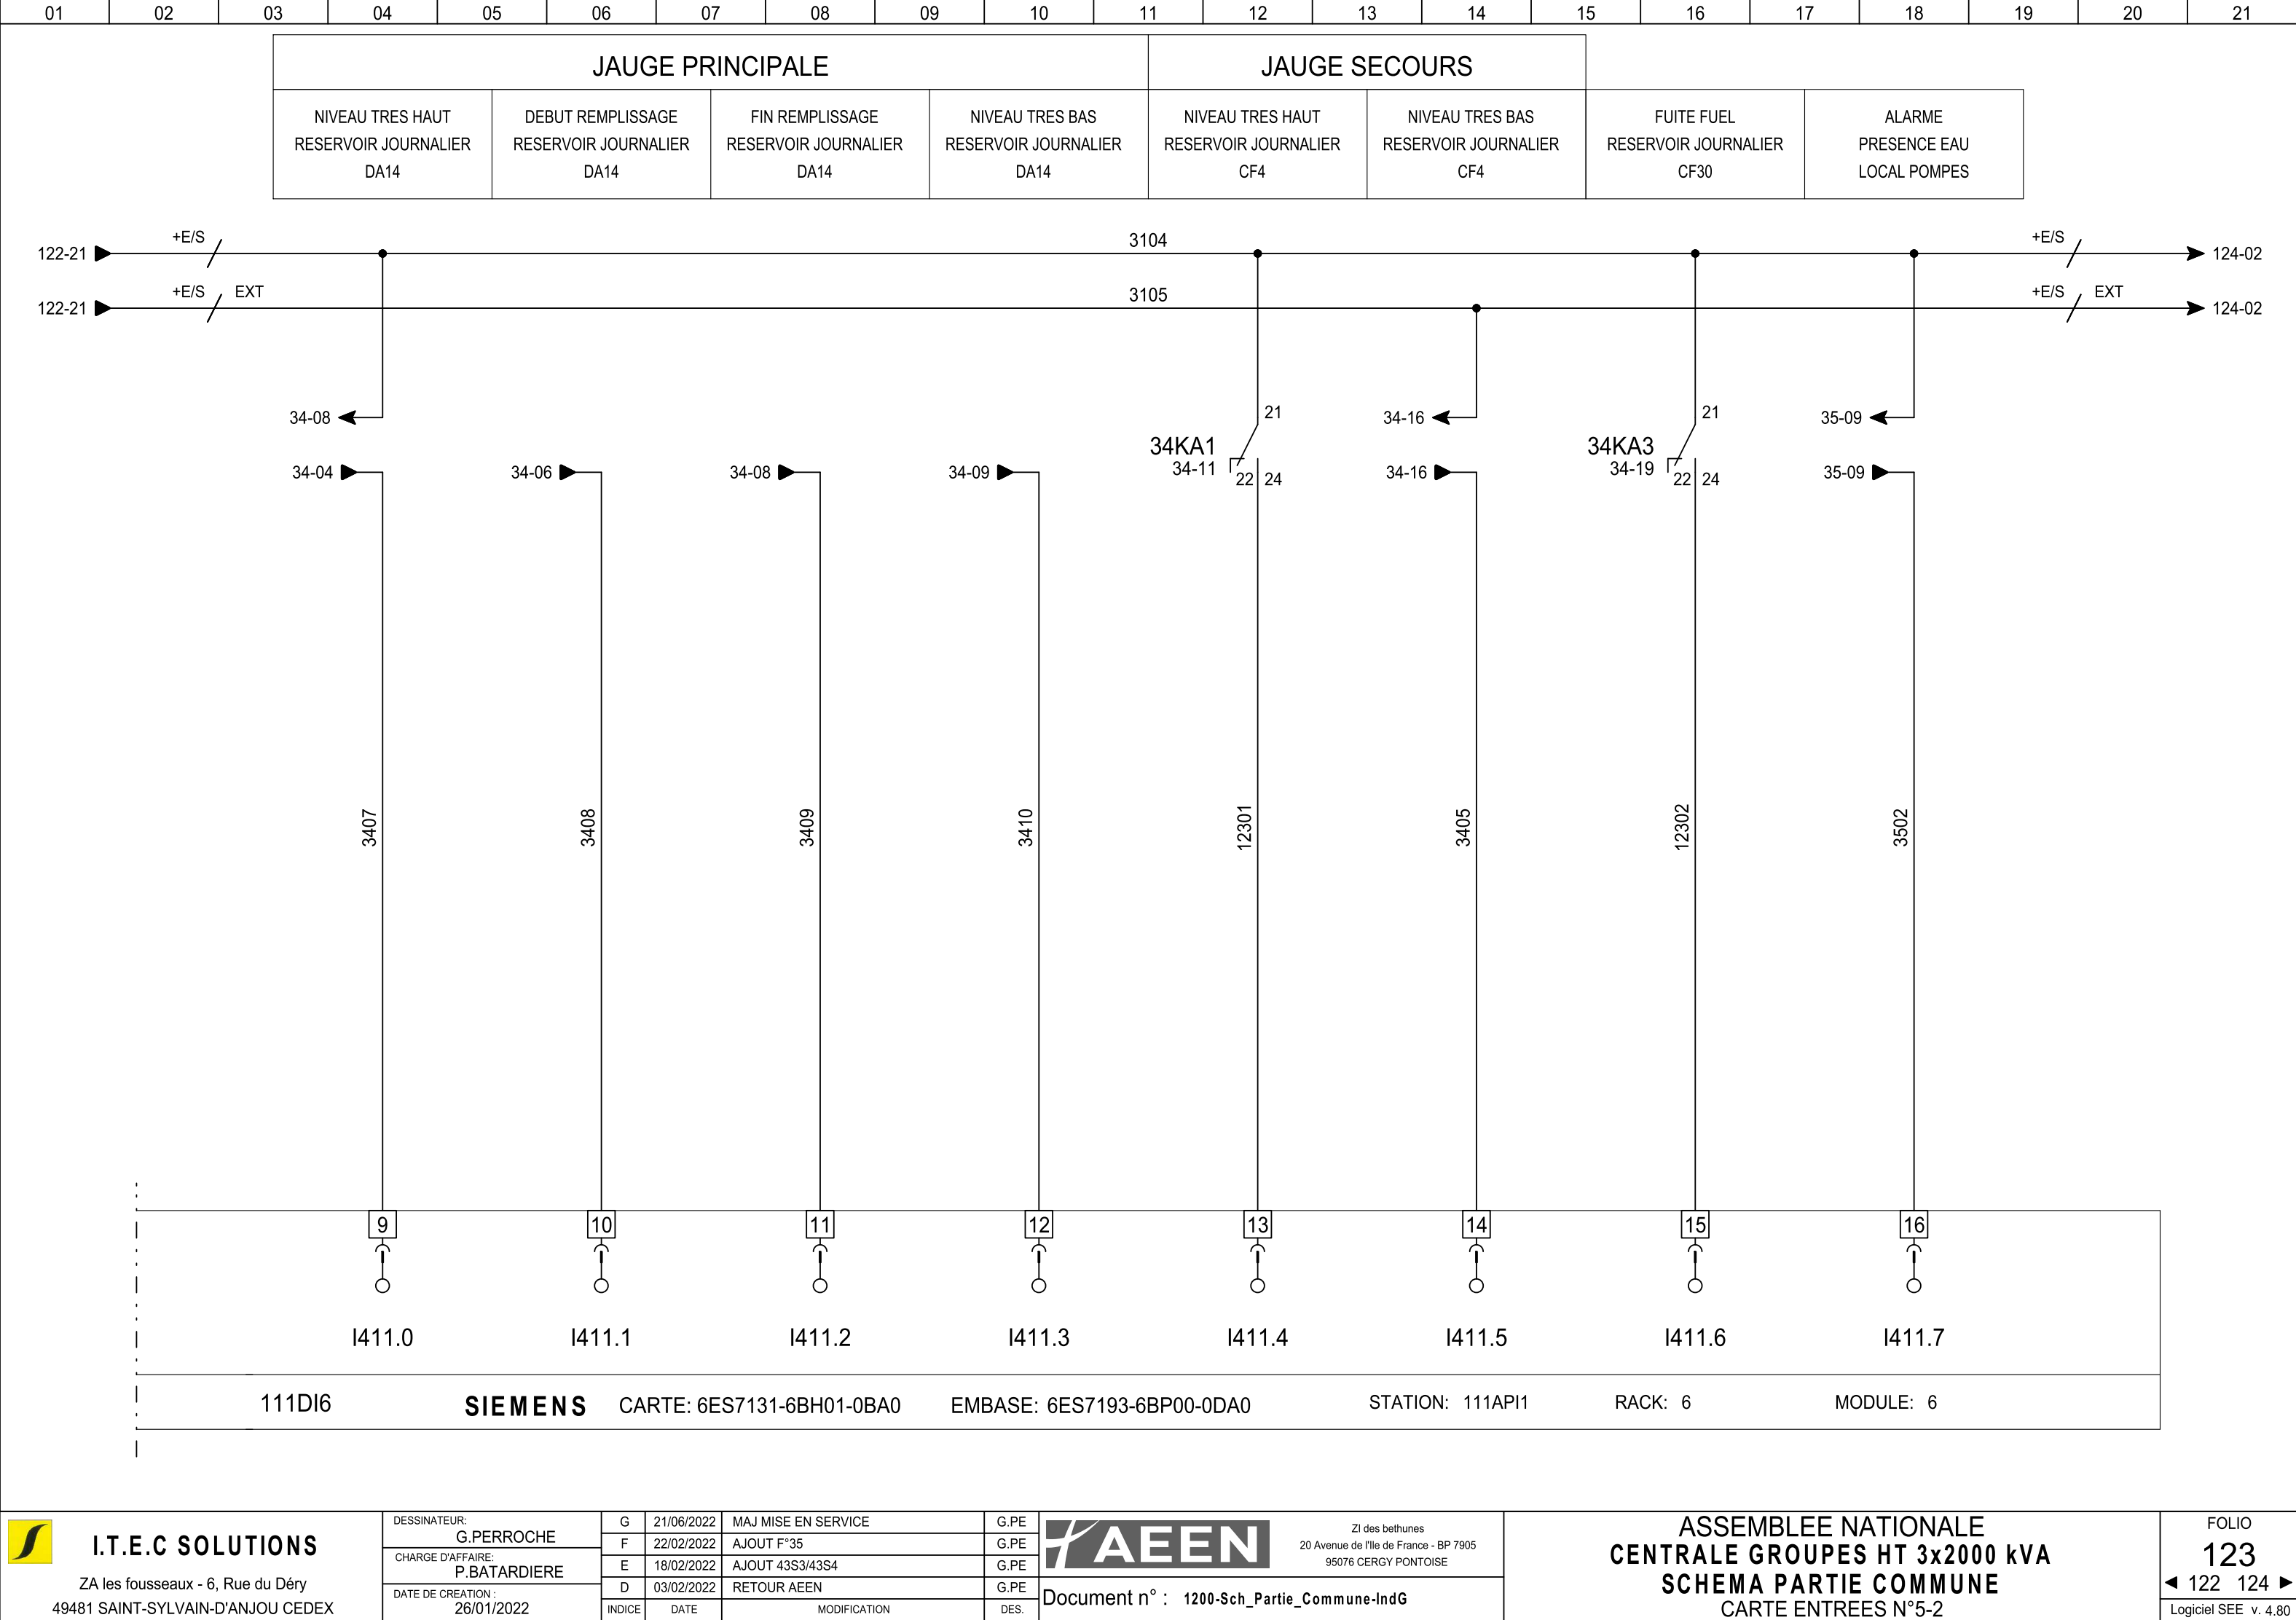 01 02 03 04 05 06 07 08 09 10 11 12 13 14 15 16 17 18 19 20 21
JAUGE PRINCIPALE JAUGE SECOURS
NIVEAU TRES HAUT DEBUT REMPLISSAGE FIN REMPLISSAGE NIVEAU TRES BAS NIVEAU TRES HAUT NIVEAU TRES BAS FUITE FUEL ALARME
RESERVOIR JOURNALIER RESERVOIR JOURNALIER RESERVOIR JOURNALIER RESERVOIR JOURNALIER RESERVOIR JOURNALIER RESERVOIR JOURNALIER RESERVOIR JOURNALIER PRESENCE EAU
DA14 DA14 DA14 DA14 CF4 CF4 CF30 LOCAL POMPES
+E/S 3104 +E/S
122-21 124-02
+E/S EXT 3105 +E/S EXT
122-21 124-02
34-08 21 34-16 21 35-09
34KA1 34KA3
34-04 34-06 34-08 34-09 34-11 34-16 34-19 35-09
22 24 22 24
3407 3408 3409 3410 12301 3405 12302 3502
9 10 11 12 13 14 15 16
I411.0 I411.1 I411.2 I411.3 I411.4 I411.5 I411.6 I411.7
111DI6 SIEMENS CARTE: 6ES7131-6BH01-0BA0 EMBASE: 6ES7193-6BP00-0DA0 STATION: 111API1 RACK: 6 MODULE: 6
I.T.E.C SOLUTIONS
ZA les fousseaux - 6, Rue du Déry
49481 SAINT-SYLVAIN-D'ANJOU CEDEX
DESSINATEUR:
G.PERROCHE
CHARGE D'AFFAIRE:
P.BATARDIERE
DATE DE CREATION :
26/01/2022
G 21/06/2022 MAJ MISE EN SERVICE G.PE
F 22/02/2022 AJOUT F°35 G.PE
E 18/02/2022 AJOUT 43S3/43S4 G.PE
D 03/02/2022 RETOUR AEEN G.PE
INDICE DATE MODIFICATION DES.
AEEN
ZI des bethunes
20 Avenue de l'Ile de France - BP 7905
95076 CERGY PONTOISE
Document n° : 1200-Sch_Partie_Commune-IndG
ASSEMBLEE NATIONALE
CENTRALE GROUPES HT 3x2000 kVA
SCHEMA PARTIE COMMUNE
CARTE ENTREES N°5-2
FOLIO
123
122 124
Logiciel SEE v. 4.80